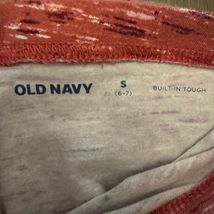 OLD NAVY
S
(6-7)
BUILT-IN TOUGH